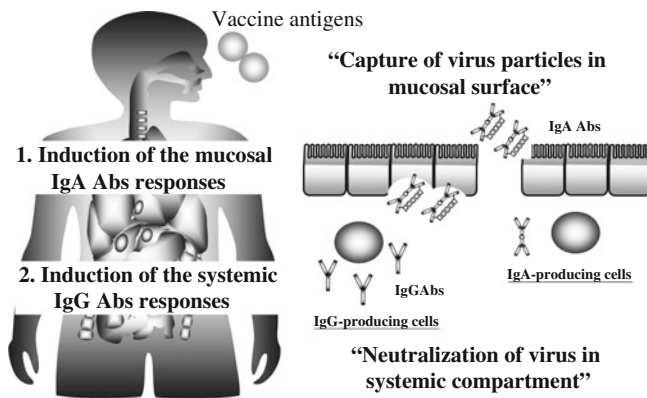 Vaccine antigens
1. Induction of the mucosal
IgA Abs responses
2. Induction of the systemic
IgG Abs responses
“Capture of virus particles in
mucosal surface”
IgA Abs
IgGAbs
IgA-producing cells
IgG-producing cells
“Neutralization of virus in
systemic compartment”